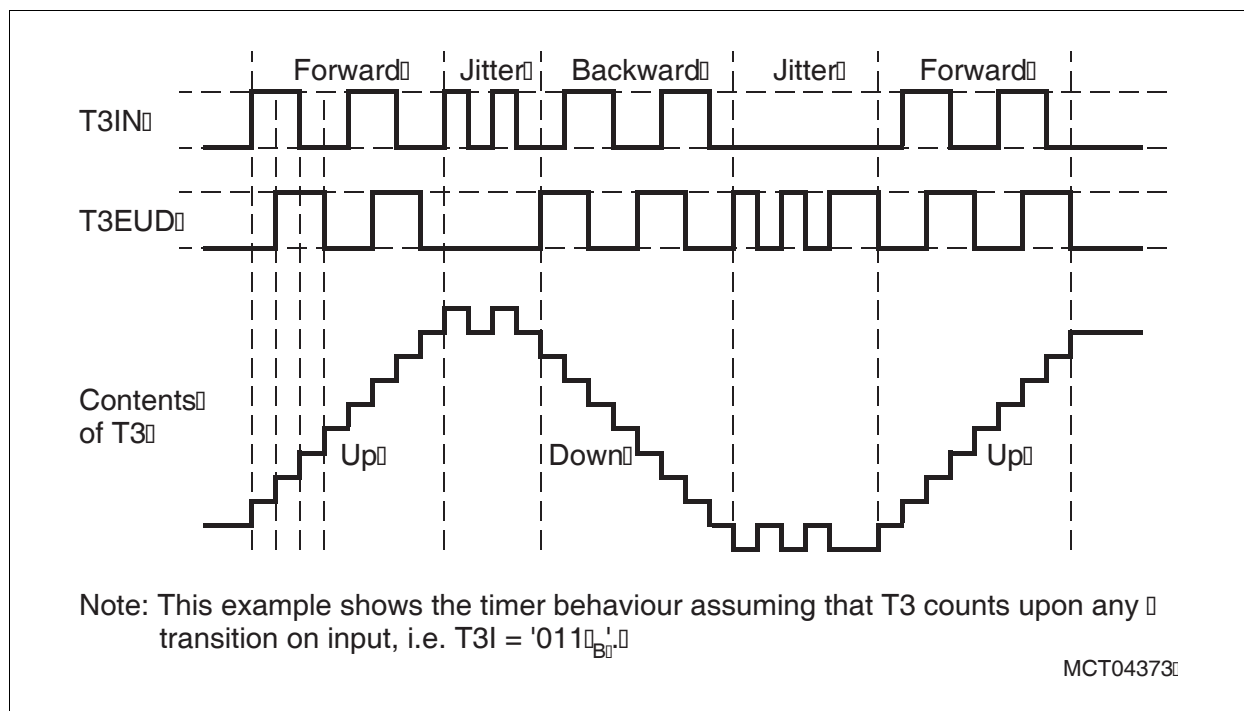 Forward Jitter Backward Jitter Forward
T3IN
T3EUD
Contents
of T3
Up Down Up
Note: This example shows the timer behaviour assuming that T3 counts upon any
transition on input, i.e. T3I = '011B'.
MCT04373